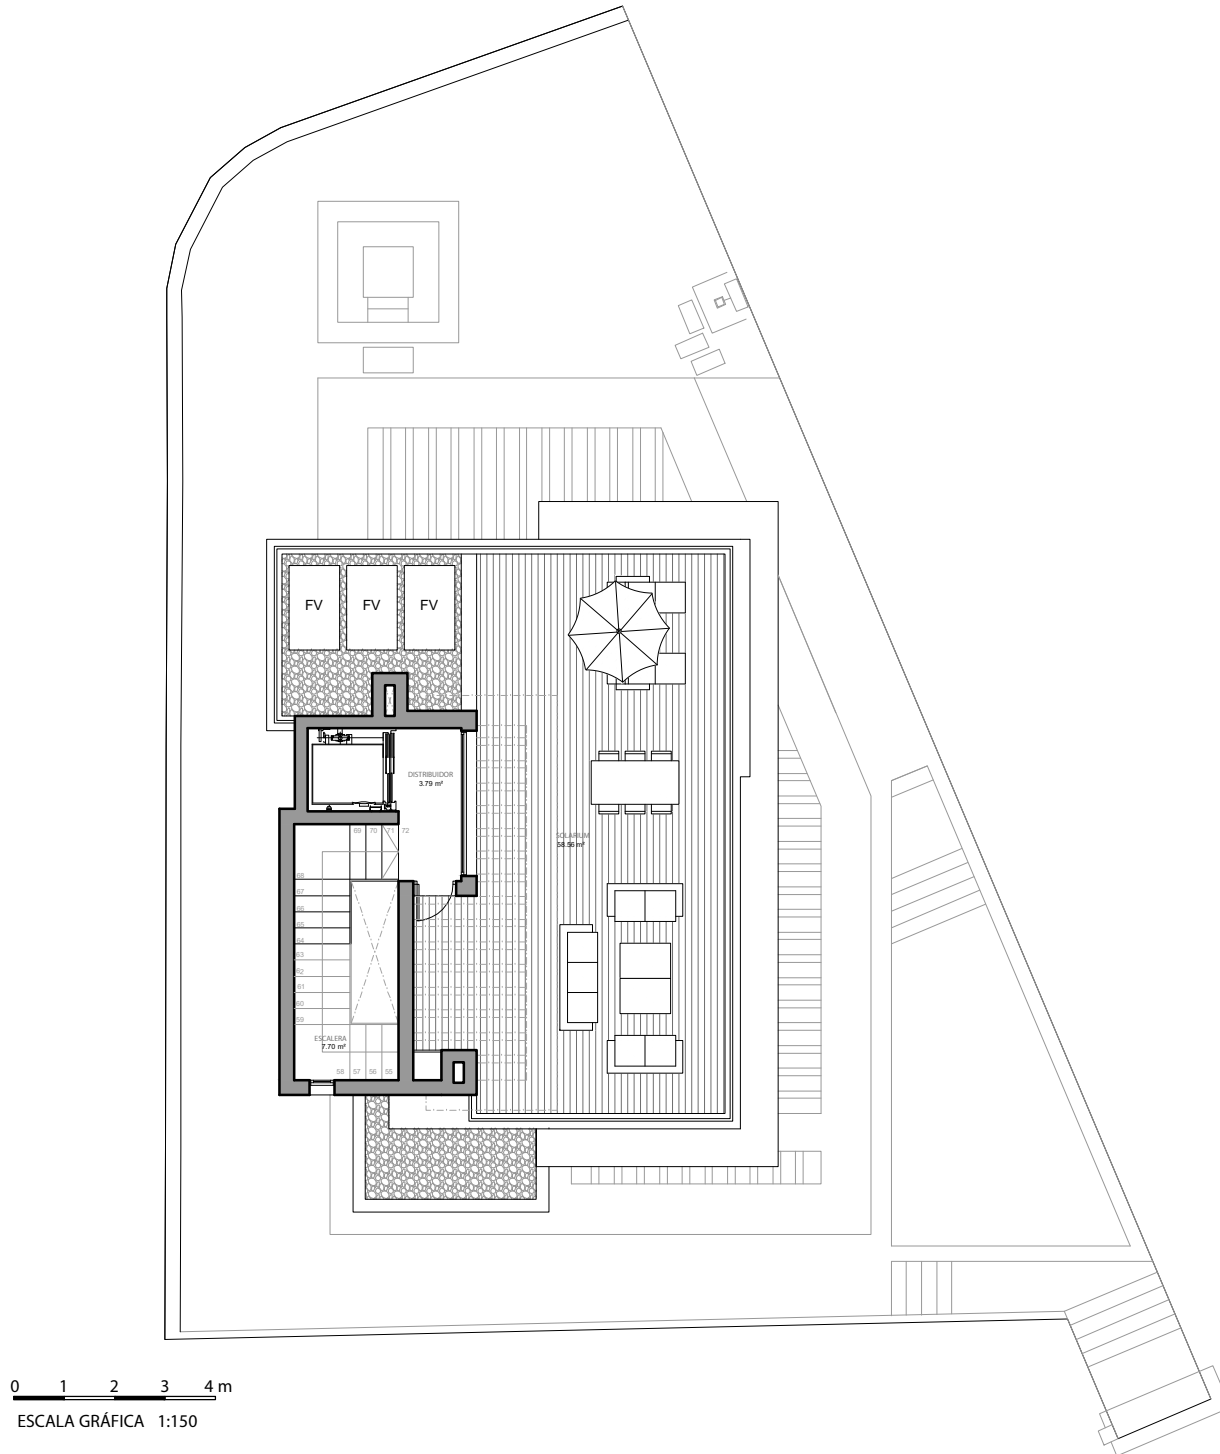 FV FV FV
DISTRIBUIDOR
3.79 m²
69 70 71 72
SOLARIUM
58.56 m²
68
67
66
65
64
63
62
61
60
59
ESCALERA
7.70 m²
58 57 56 55
0 1 2 3 4 m
ESCALA GRÁFICA 1:150